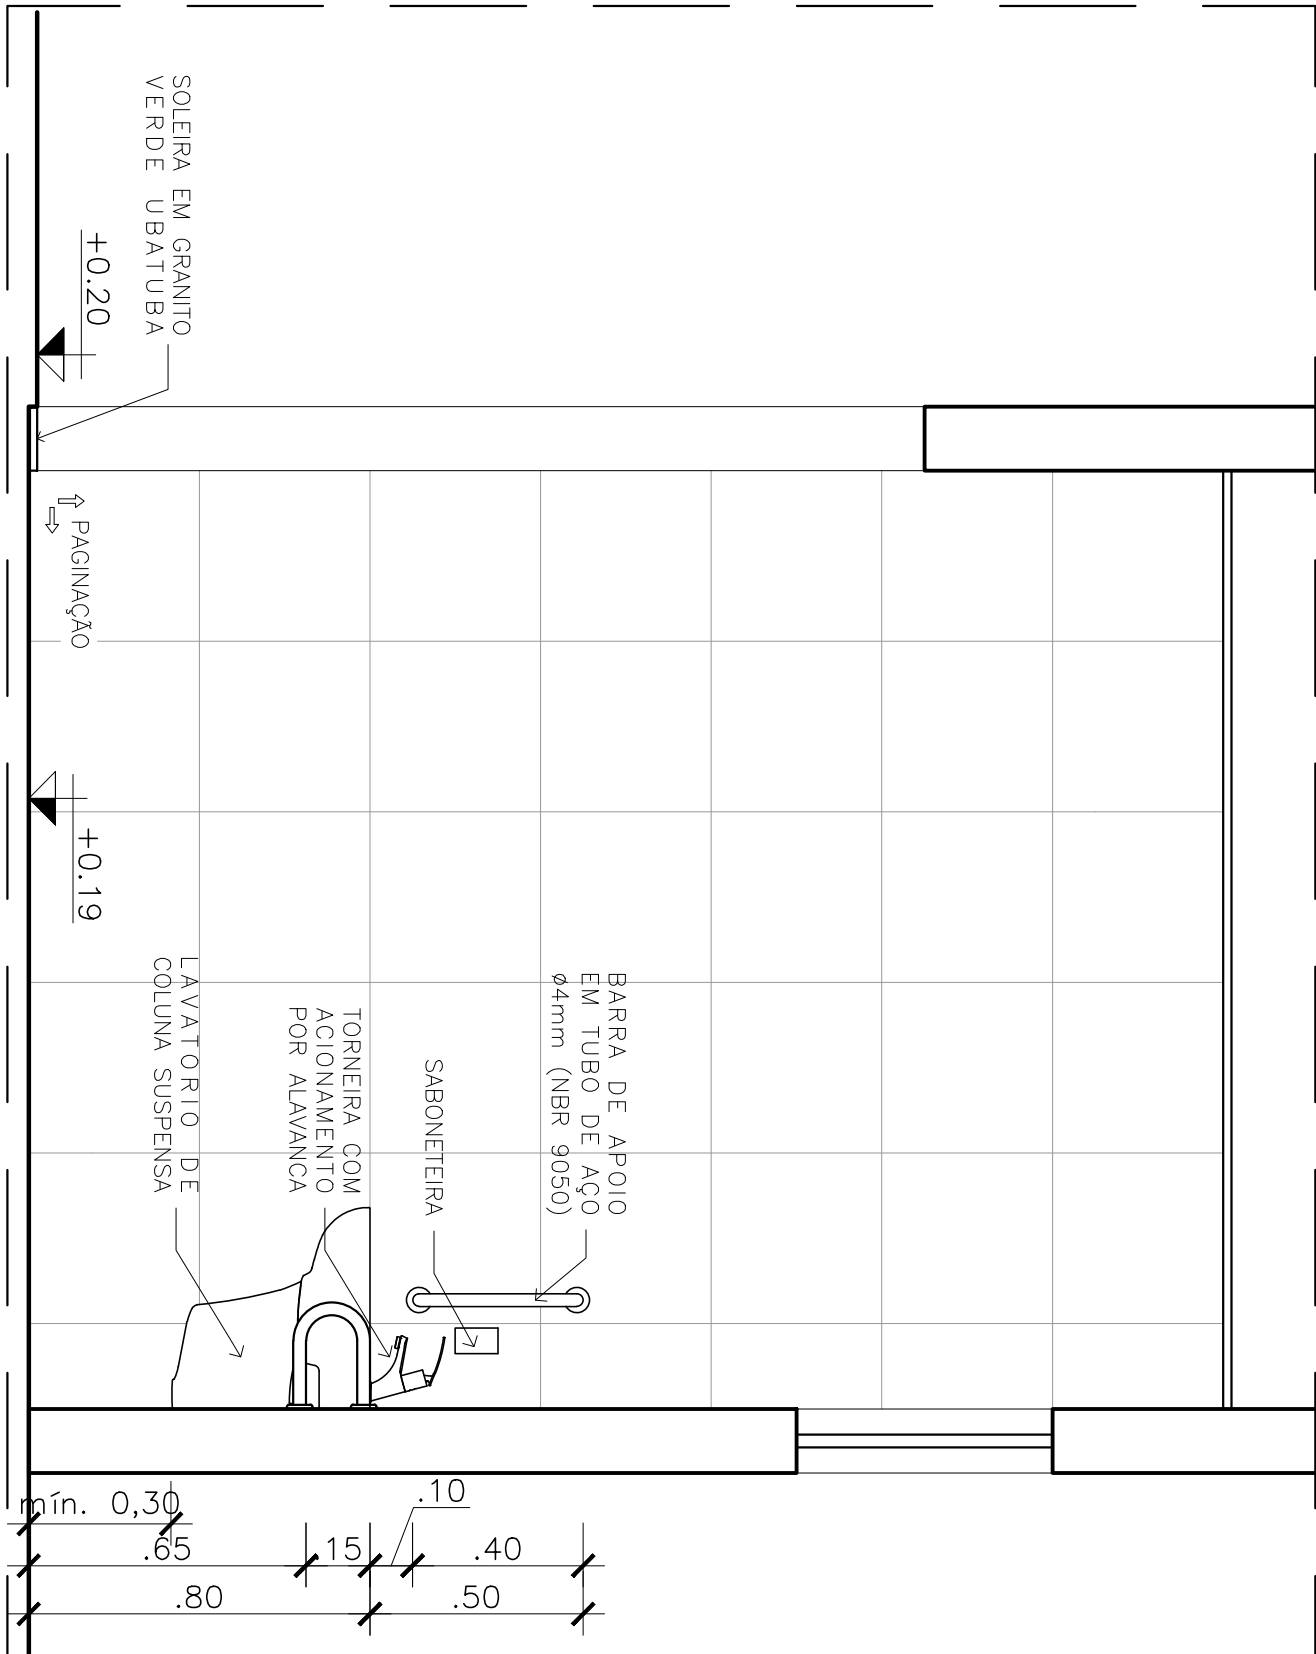 SOLEIRA EM GRANITO
VERDE UBATUBA
+0.20
PAGINAÇÃO
+0.19
BARRA DE APOIO
EM TUBO DE AÇO
ø4mm (NBR 9050)
SABONETEIRA
TORNEIRA COM
ACIONAMENTO
POR ALAVANCA
LAVATORIO DE
COLUNA SUSPENSA
mín. 0,30
.10
.65
.15
.40
.80
.50